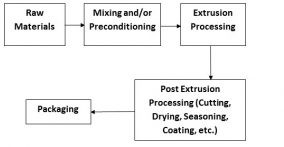 Raw
Materials
Mixing and/or
Preconditioning
Extrusion
Processing
Post Extrusion
Processing (Cutting,
Drying, Seasoning,
Coating, etc.)
Packaging